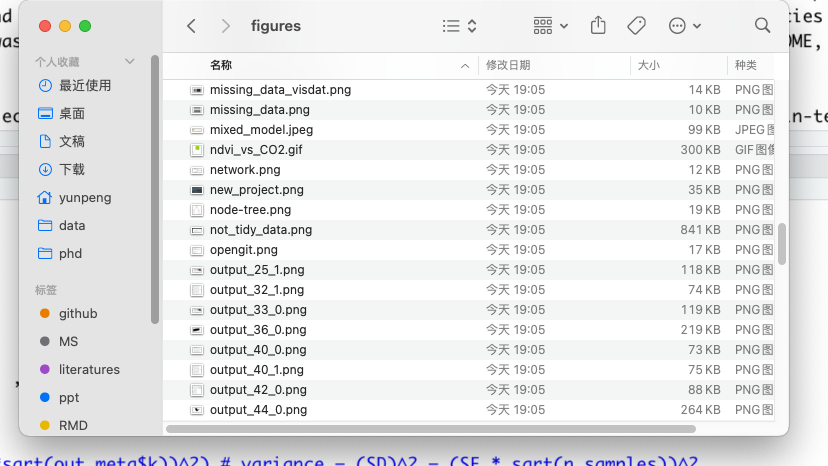 nd
ties
figures
was
OME,
个人收藏
最近使用
桌面
文稿
下载
yunpeng
data
phd
标签
github
MS
literatures
ppt
RMD
名称 修改日期 大小 种类
missing_data_visdat.png 今天 19:05 14 KB PNG图
missing_data.png 今天 19:05 10 KB PNG图
mixed_model.jpeg 今天 19:05 99 KB JPEG图
ndvi_vs_CO2.gif 今天 19:05 300 KB GIF图像
network.png 今天 19:05 12 KB PNG图
new_project.png 今天 19:05 35 KB PNG图
node-tree.png 今天 19:05 19 KB PNG图
not_tidy_data.png 今天 19:05 841 KB PNG图
opengit.png 今天 19:05 17 KB PNG图
output_25_1.png 今天 19:05 118 KB PNG图
output_32_1.png 今天 19:05 74 KB PNG图
output_33_0.png 今天 19:05 119 KB PNG图
output_36_0.png 今天 19:05 219 KB PNG图
output_40_0.png 今天 19:05 73 KB PNG图
output_40_1.png 今天 19:05 75 KB PNG图
output_42_0.png 今天 19:05 88 KB PNG图
output_44_0.png 今天 19:05 264 KB PNG图
ec
in-te
sqrt(out_meta$k))^2) # variance = (SD)^2 = (SE * sqrt(n_samples))^2